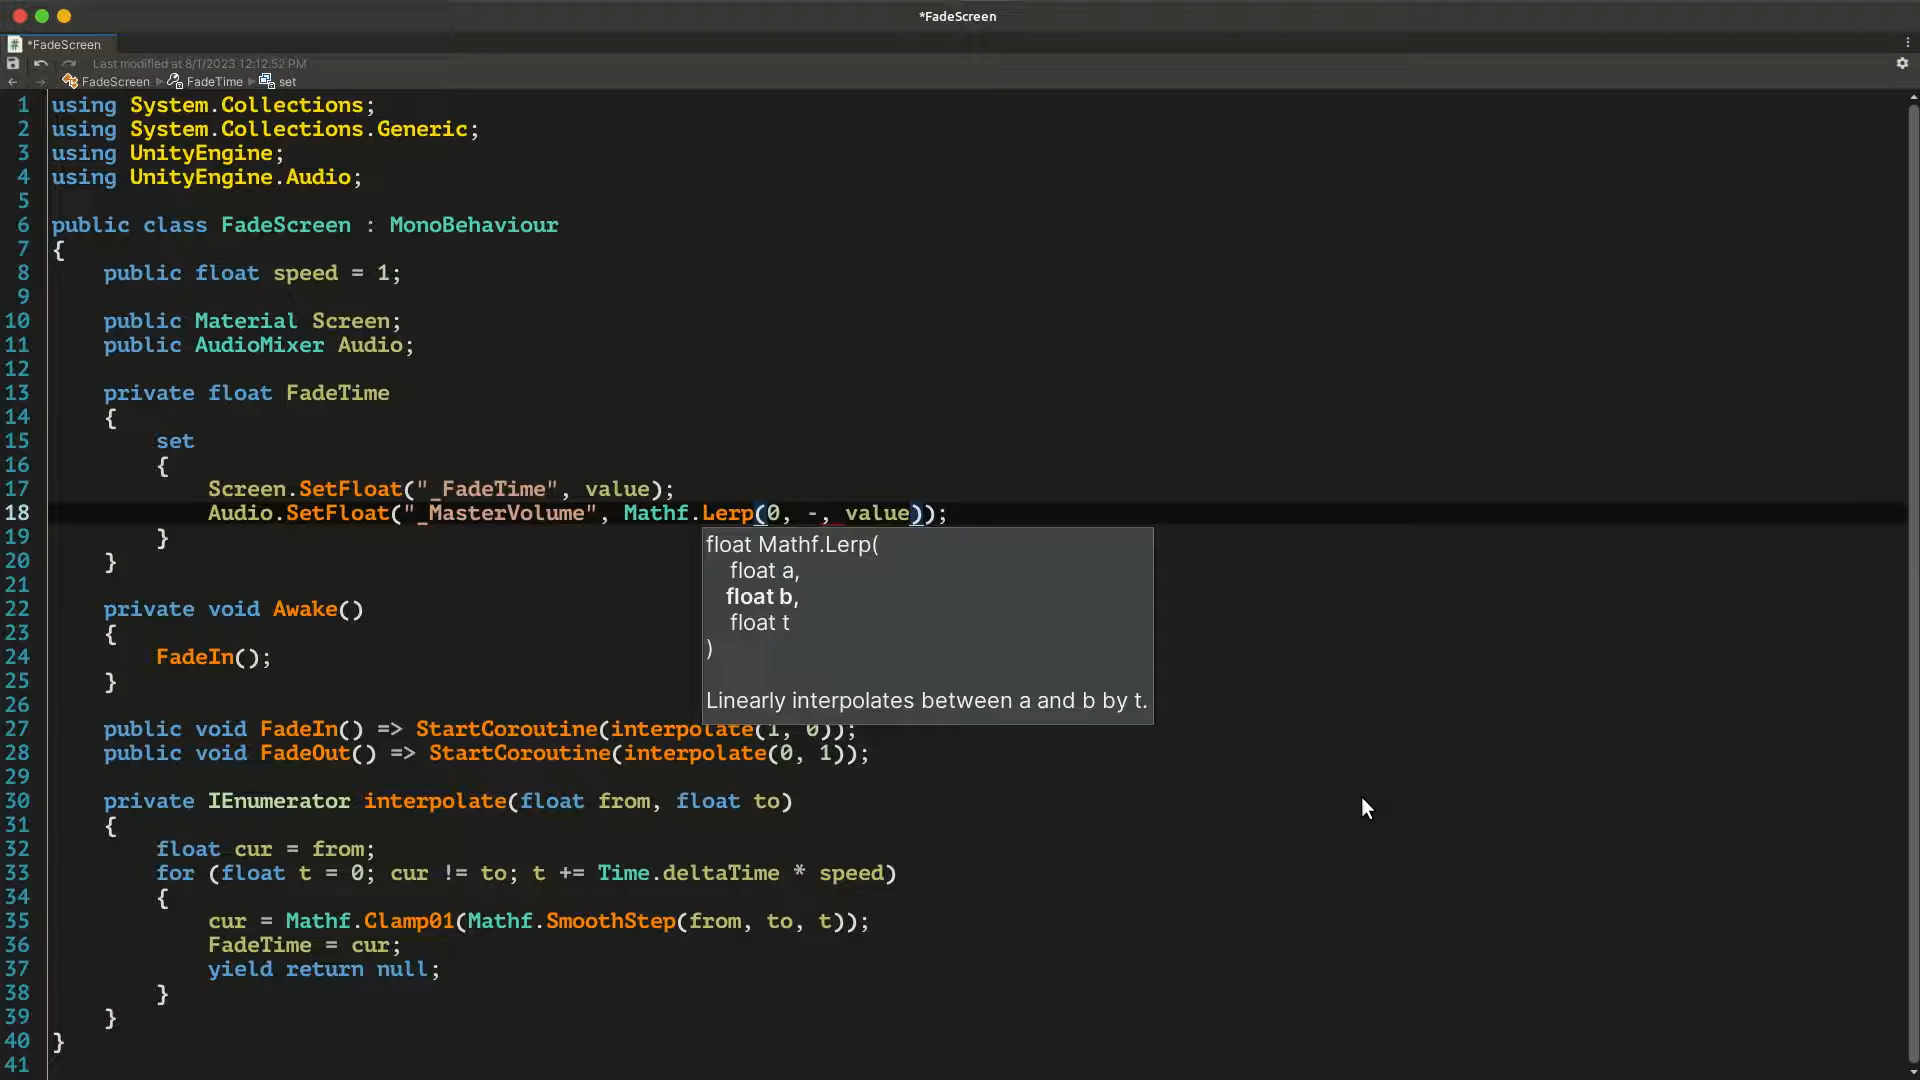 *FadeScreen
# *FadeScreen
Last modified at 8/1/2023 12:12:52 PM
FadeScreen FadeTime set
1 using System.Collections;
2 using System.Collections.Generic;
3 using UnityEngine;
4 using UnityEngine.Audio;
5
6 public class FadeScreen : MonoBehaviour
7 {
8 public float speed = 1;
9
10 public Material Screen;
11 public AudioMixer Audio;
12
13 private float FadeTime
14 {
15 set
16 {
17 Screen.SetFloat("_FadeTime", value);
18 Audio.SetFloat("_MasterVolume", Mathf.Lerp(0, -, value));
19 }
float Mathf.Lerp(
float a,
float b,
float t
)
Linearly interpolates between a and b by t.
20 }
21
22 private void Awake()
23 {
24 FadeIn();
25 }
26
27 public void FadeIn() => StartCoroutine(interpolate(1, 0));
28 public void FadeOut() => StartCoroutine(interpolate(0, 1));
29
30 private IEnumerator interpolate(float from, float to)
31 {
32 float cur = from;
33 for (float t = 0; cur != to; t += Time.deltaTime * speed)
34 {
35 cur = Mathf.Clamp01(Mathf.SmoothStep(from, to, t));
36 FadeTime = cur;
37 yield return null;
38 }
39 }
40 }
41